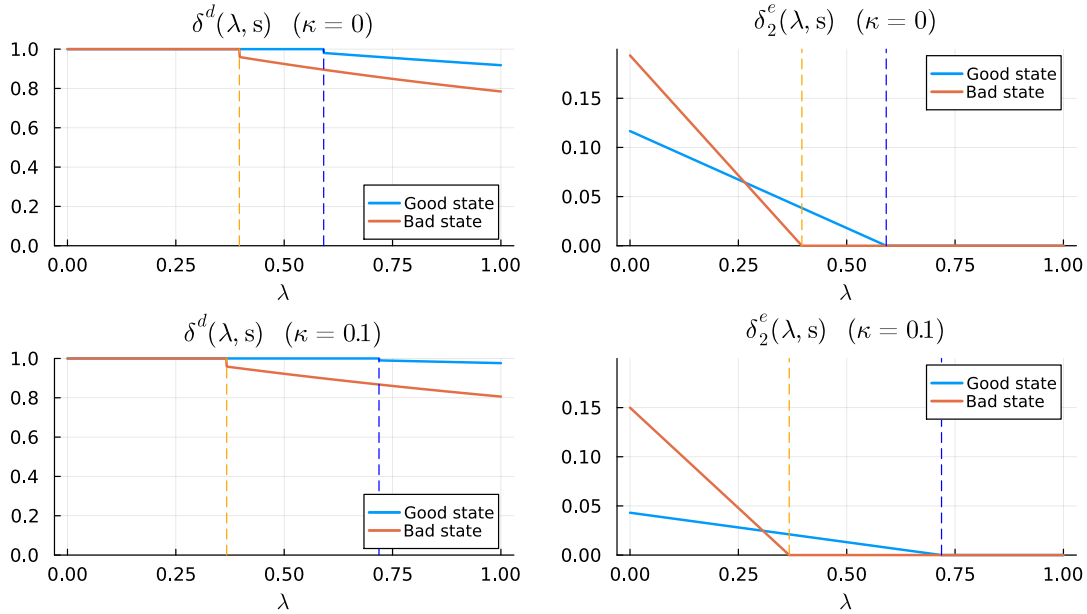 δᵈ(λ, s) (κ = 0)
1.0
0.8
0.6
0.4
0.2
0.0
Good state
Bad state
0.00 0.25 0.50 0.75 1.00
λ
δ₂ᵉ(λ, s) (κ = 0)
0.15
0.10
0.05
0.00
Good state
Bad state
0.00 0.25 0.50 0.75 1.00
λ
δᵈ(λ, s) (κ = 0.1)
1.0
0.8
0.6
0.4
0.2
0.0
Good state
Bad state
0.00 0.25 0.50 0.75 1.00
λ
δ₂ᵉ(λ, s) (κ = 0.1)
0.15
0.10
0.05
0.00
Good state
Bad state
0.00 0.25 0.50 0.75 1.00
λ